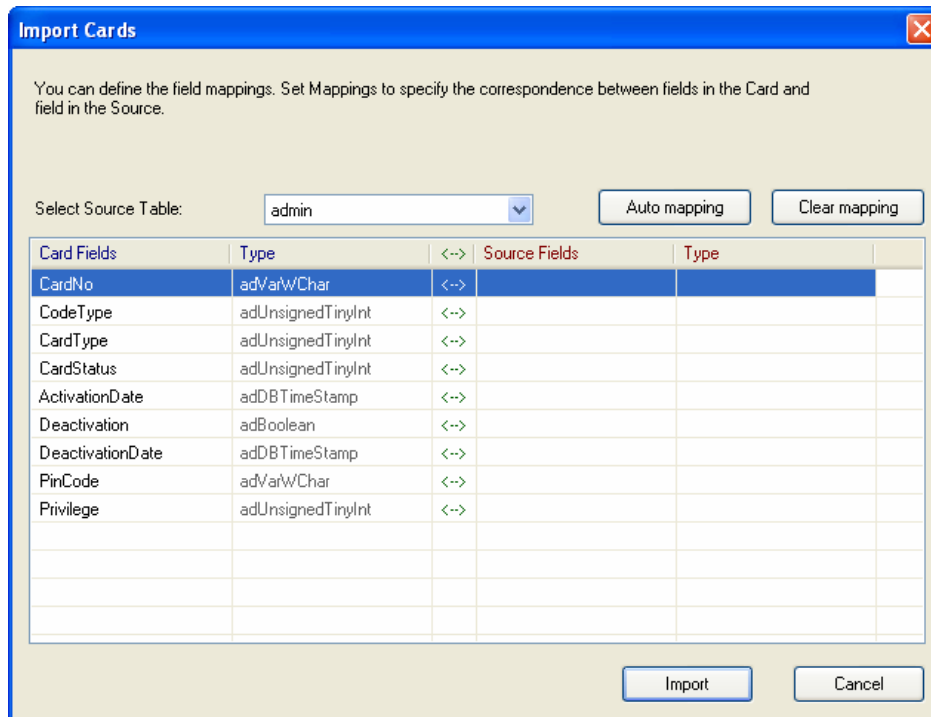 Import Cards
You can define the field mappings. Set Mappings to specify the correspondence between fields in the Card and
field in the Source.
Select Source Table: admin Auto mapping Clear mapping
Card Fields Type <--> Source Fields Type
CardNo adVarWChar <-->
CodeType adUnsignedTinyInt <-->
CardType adUnsignedTinyInt <-->
CardStatus adUnsignedTinyInt <-->
ActivationDate adDBTimeStamp <-->
Deactivation adBoolean <-->
DeactivationDate adDBTimeStamp <-->
PinCode adVarWChar <-->
Privilege adUnsignedTinyInt <-->
Import Cancel